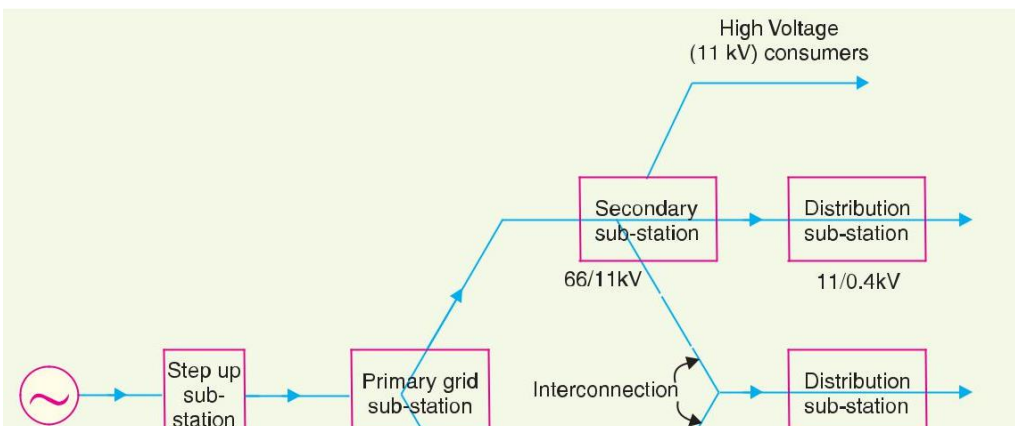 High Voltage
(11 kV) consumers
Secondary
sub-station
66/11kV
Distribution
sub-station
11/0.4kV
Step up
sub-
station
Primary grid
sub-station
Interconnection
Distribution
sub-station